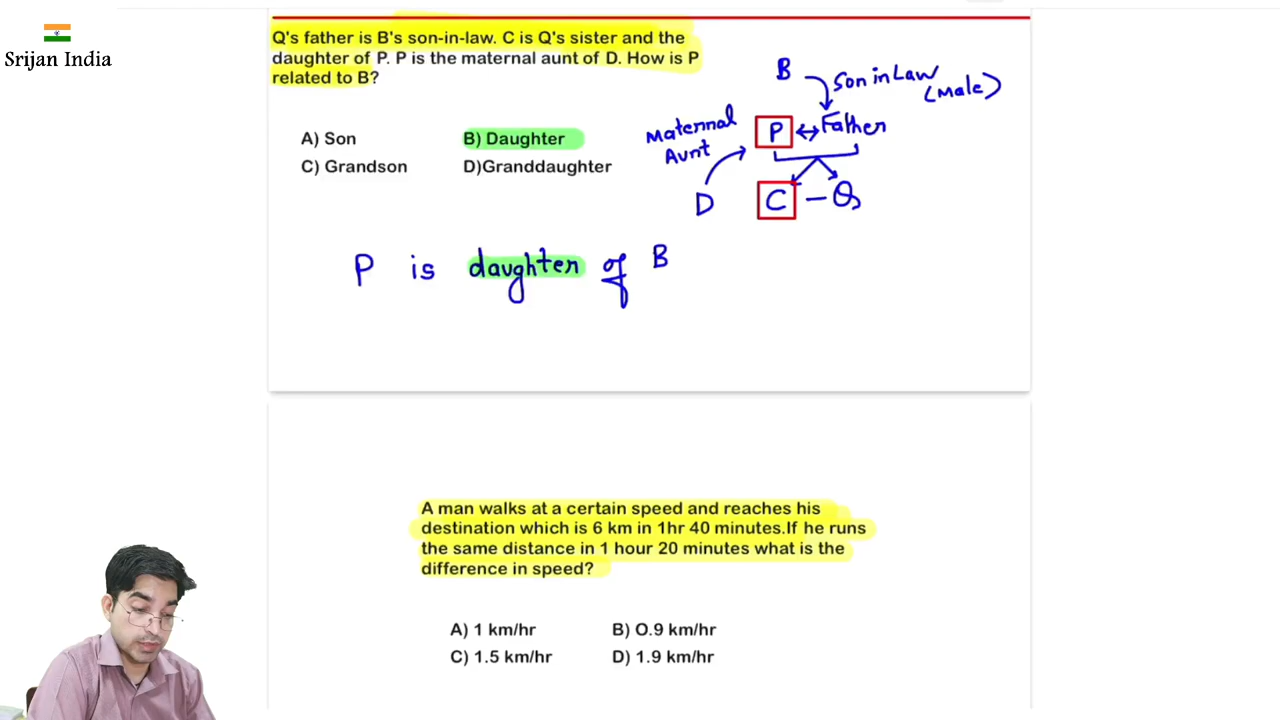 Srijan India
Q's father is B's son-in-law. C is Q's sister and the
daughter of P. P is the maternal aunt of D. How is P
related to B?
A) Son
B) Daughter
C) Grandson
D)Granddaughter
B
Son in Law
(Male)
Maternal
Aunt
P ↔ Father
D
C – Q
P is daughter of B
A man walks at a certain speed and reaches his
destination which is 6 km in 1hr 40 minutes.If he runs
the same distance in 1 hour 20 minutes what is the
difference in speed?
A) 1 km/hr
B) O.9 km/hr
C) 1.5 km/hr
D) 1.9 km/hr